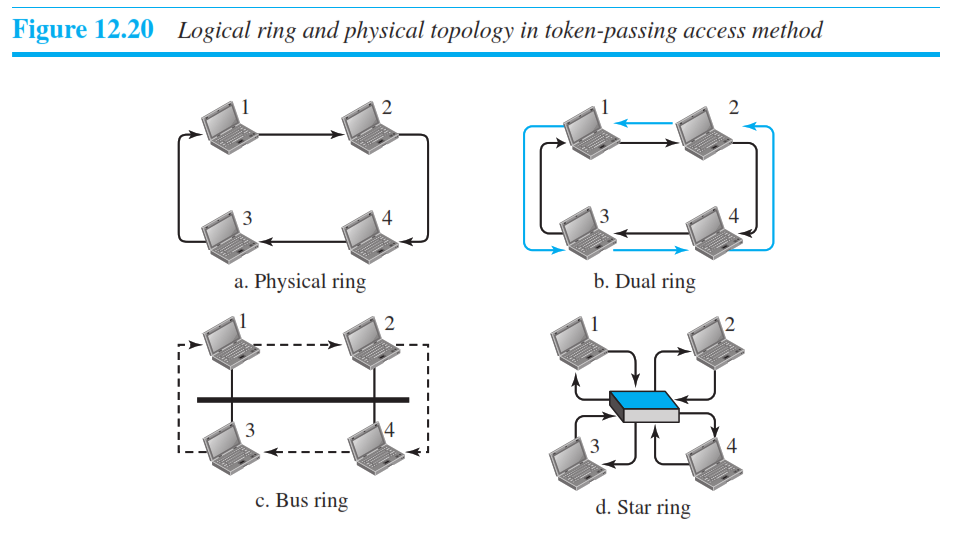 Figure 12.20 Logical ring and physical topology in token-passing access method
1 2 1 2
3 4 3 4
a. Physical ring b. Dual ring
1 2 1 2
3 4 3 4
c. Bus ring d. Star ring